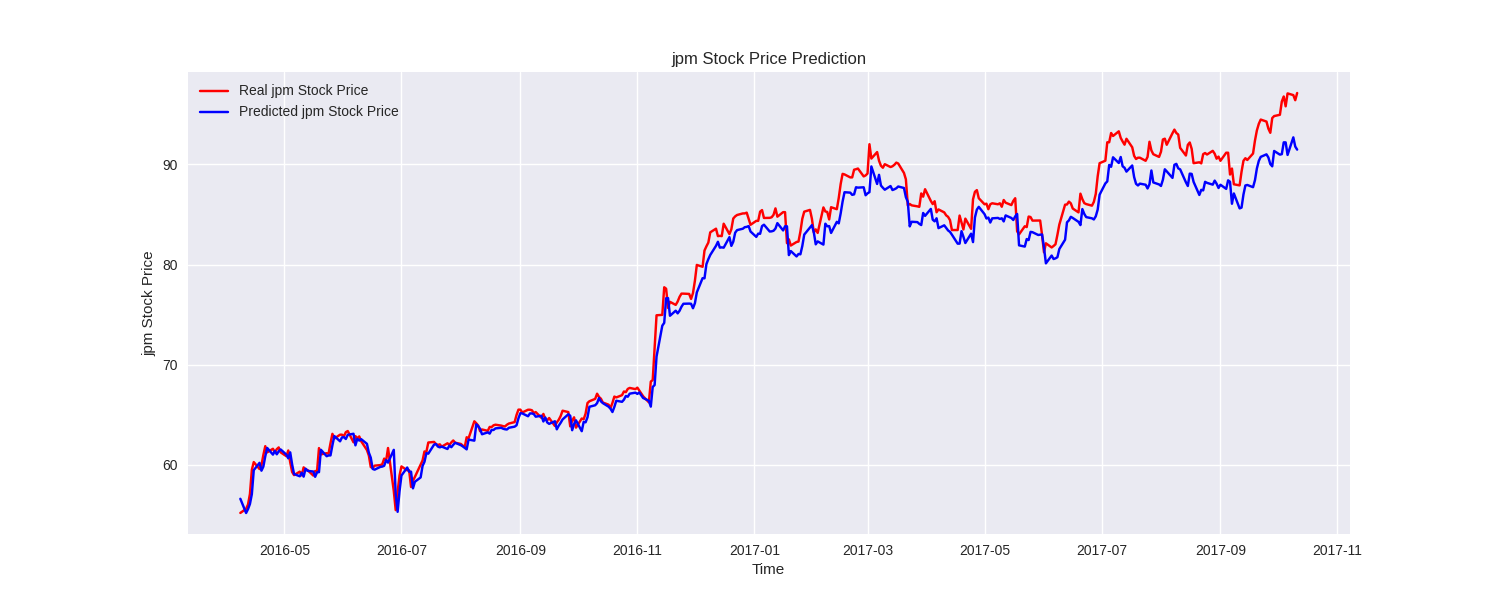 jpm Stock Price Prediction
Real jpm Stock Price
Predicted jpm Stock Price
jpm Stock Price
90
80
70
60
2016-05 2016-07 2016-09 2016-11 2017-01 2017-03 2017-05 2017-07 2017-09 2017-11
Time